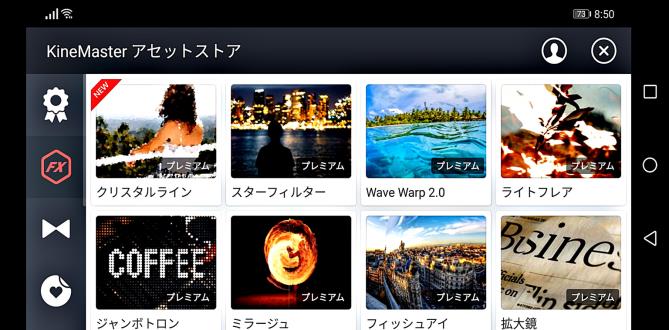 73 8:50
KineMaster アセットストア
FX
NEW
プレミアム プレミアム プレミアム プレミアム
クリスタルライン スターフィルター Wave Warp 2.0 ライトフレア
COFFEE
Busines
ficials
プレミアム プレミアム プレミアム プレミアム
ジャンボトロン ミラージュ フィッシュアイ 拡大鏡